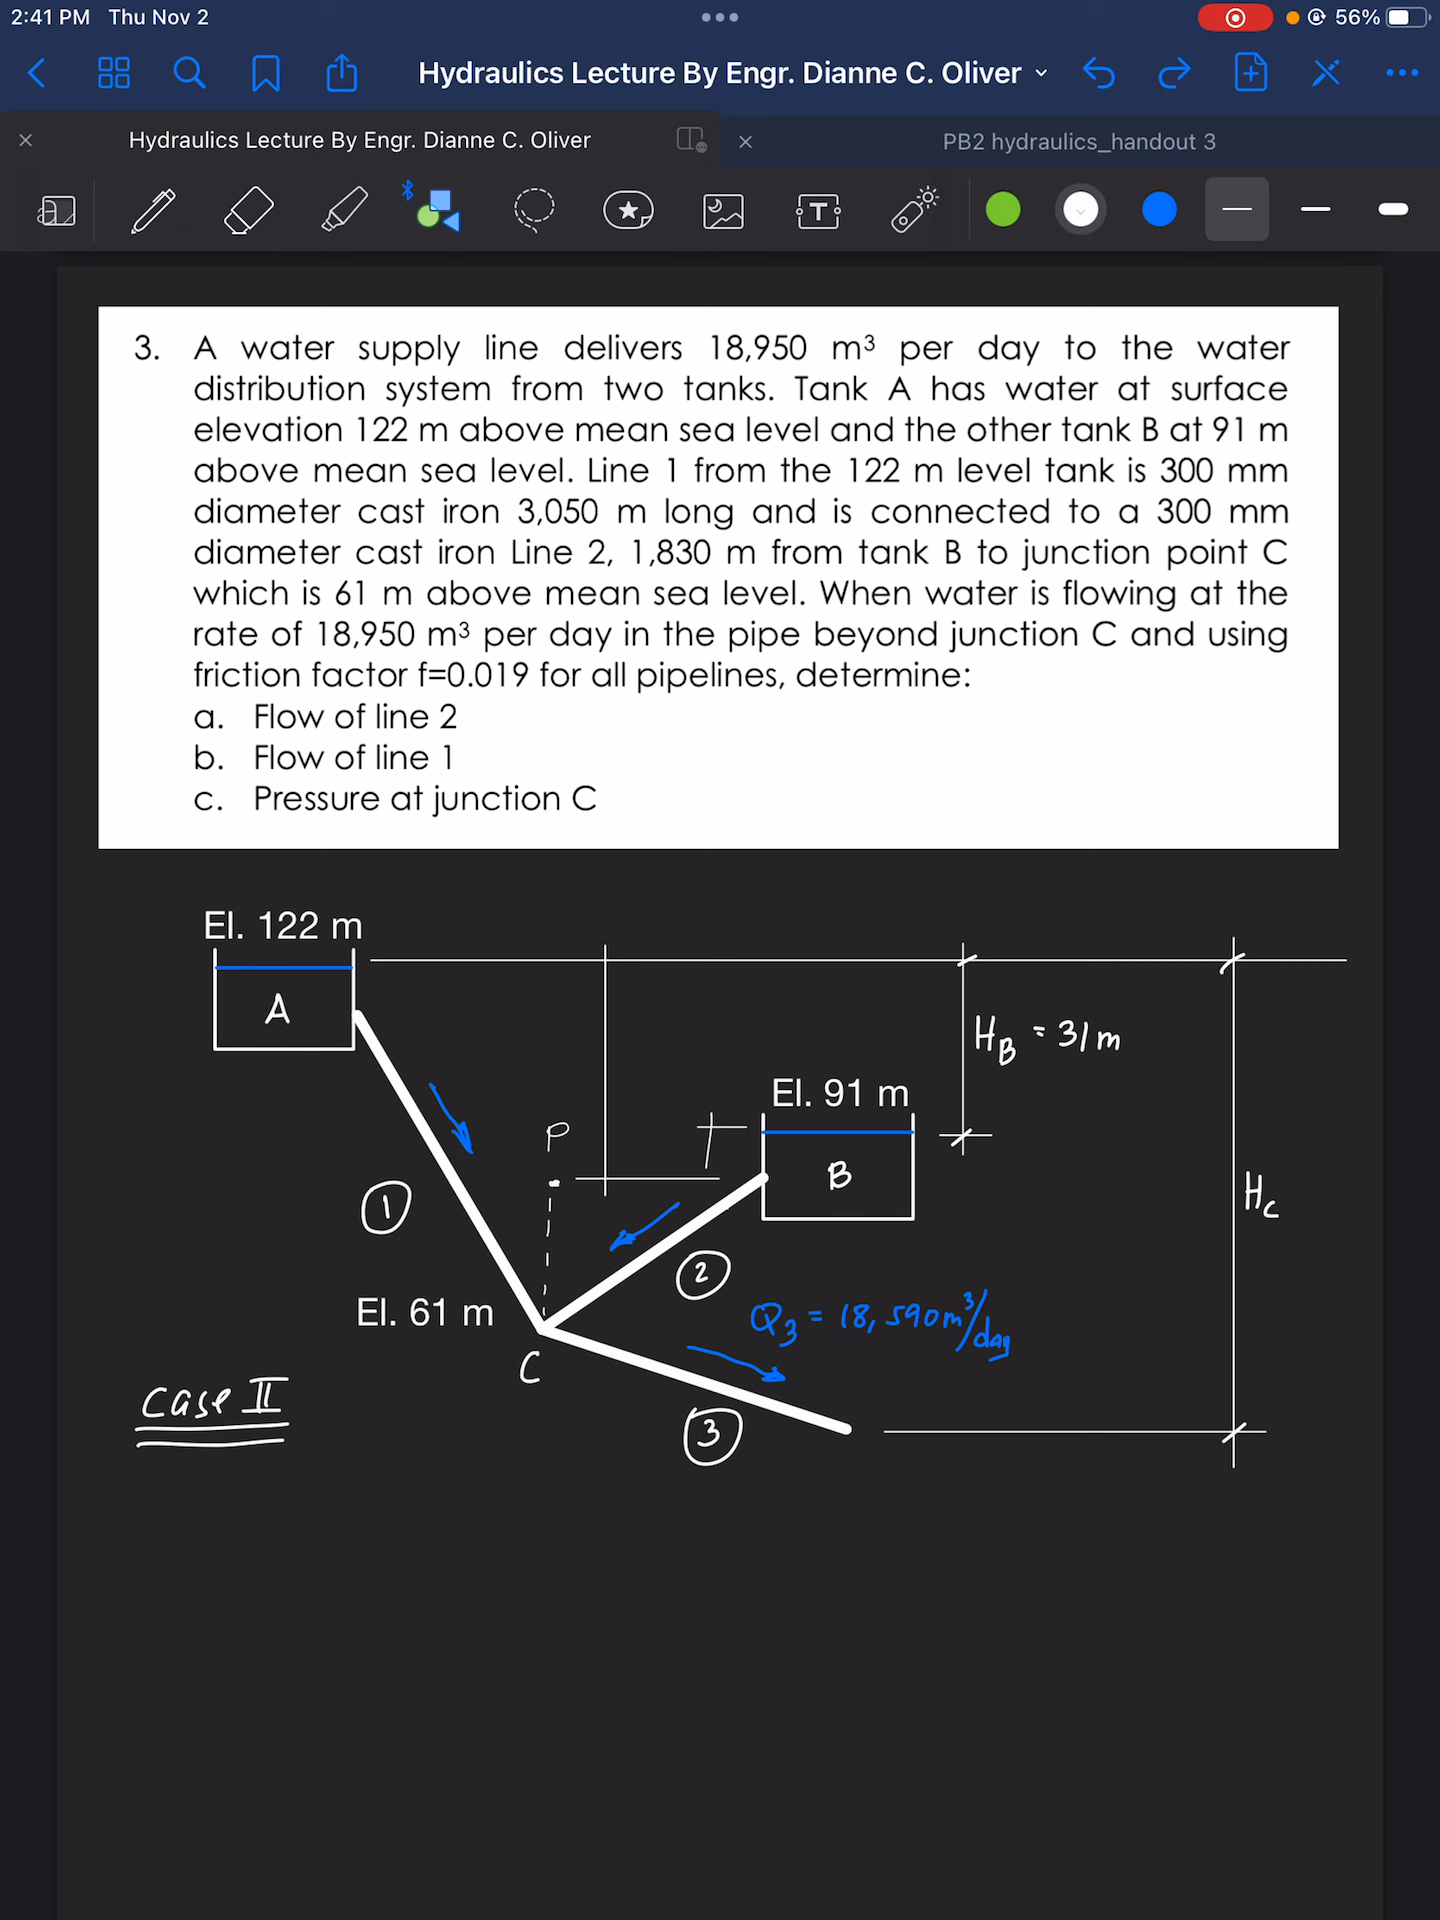 2:41 PM Thu Nov 2
56%
Hydraulics Lecture By Engr. Dianne C. Oliver
Hydraulics Lecture By Engr. Dianne C. Oliver
PB2 hydraulics_handout 3
3. A water supply line delivers 18,950 m3 per day to the water
distribution system from two tanks. Tank A has water at surface
elevation 122 m above mean sea level and the other tank B at 91 m
above mean sea level. Line 1 from the 122 m level tank is 300 mm
diameter cast iron 3,050 m long and is connected to a 300 mm
diameter cast iron Line 2, 1,830 m from tank B to junction point C
which is 61 m above mean sea level. When water is flowing at the
rate of 18,950 m3 per day in the pipe beyond junction C and using
friction factor f=0.019 for all pipelines, determine:
a. Flow of line 2
b. Flow of line 1
c. Pressure at junction C
El. 122 m
A
H_B = 31 m
El. 91 m
P
B
1
H_C
2
El. 61 m
Q_3 = 18,590 m³/day
C
Case II
3